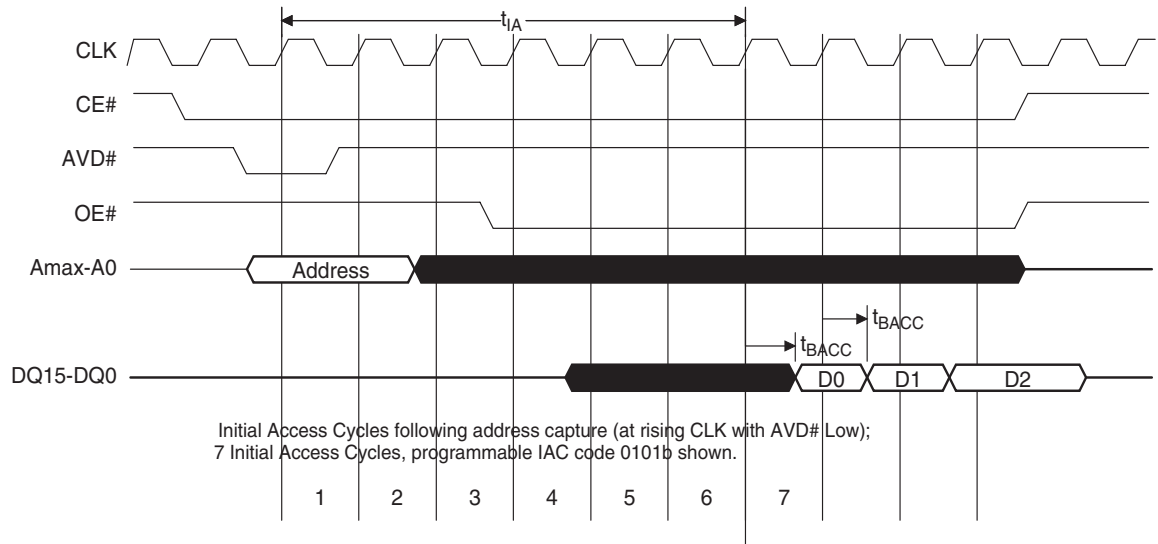 tIA
CLK
CE#
AVD#
OE#
Amax-A0
Address
tBACC
tBACC
DQ15-DQ0
D0
D1
D2
Initial Access Cycles following address capture (at rising CLK with AVD# Low);
7 Initial Access Cycles, programmable IAC code 0101b shown.
1 2 3 4 5 6 7